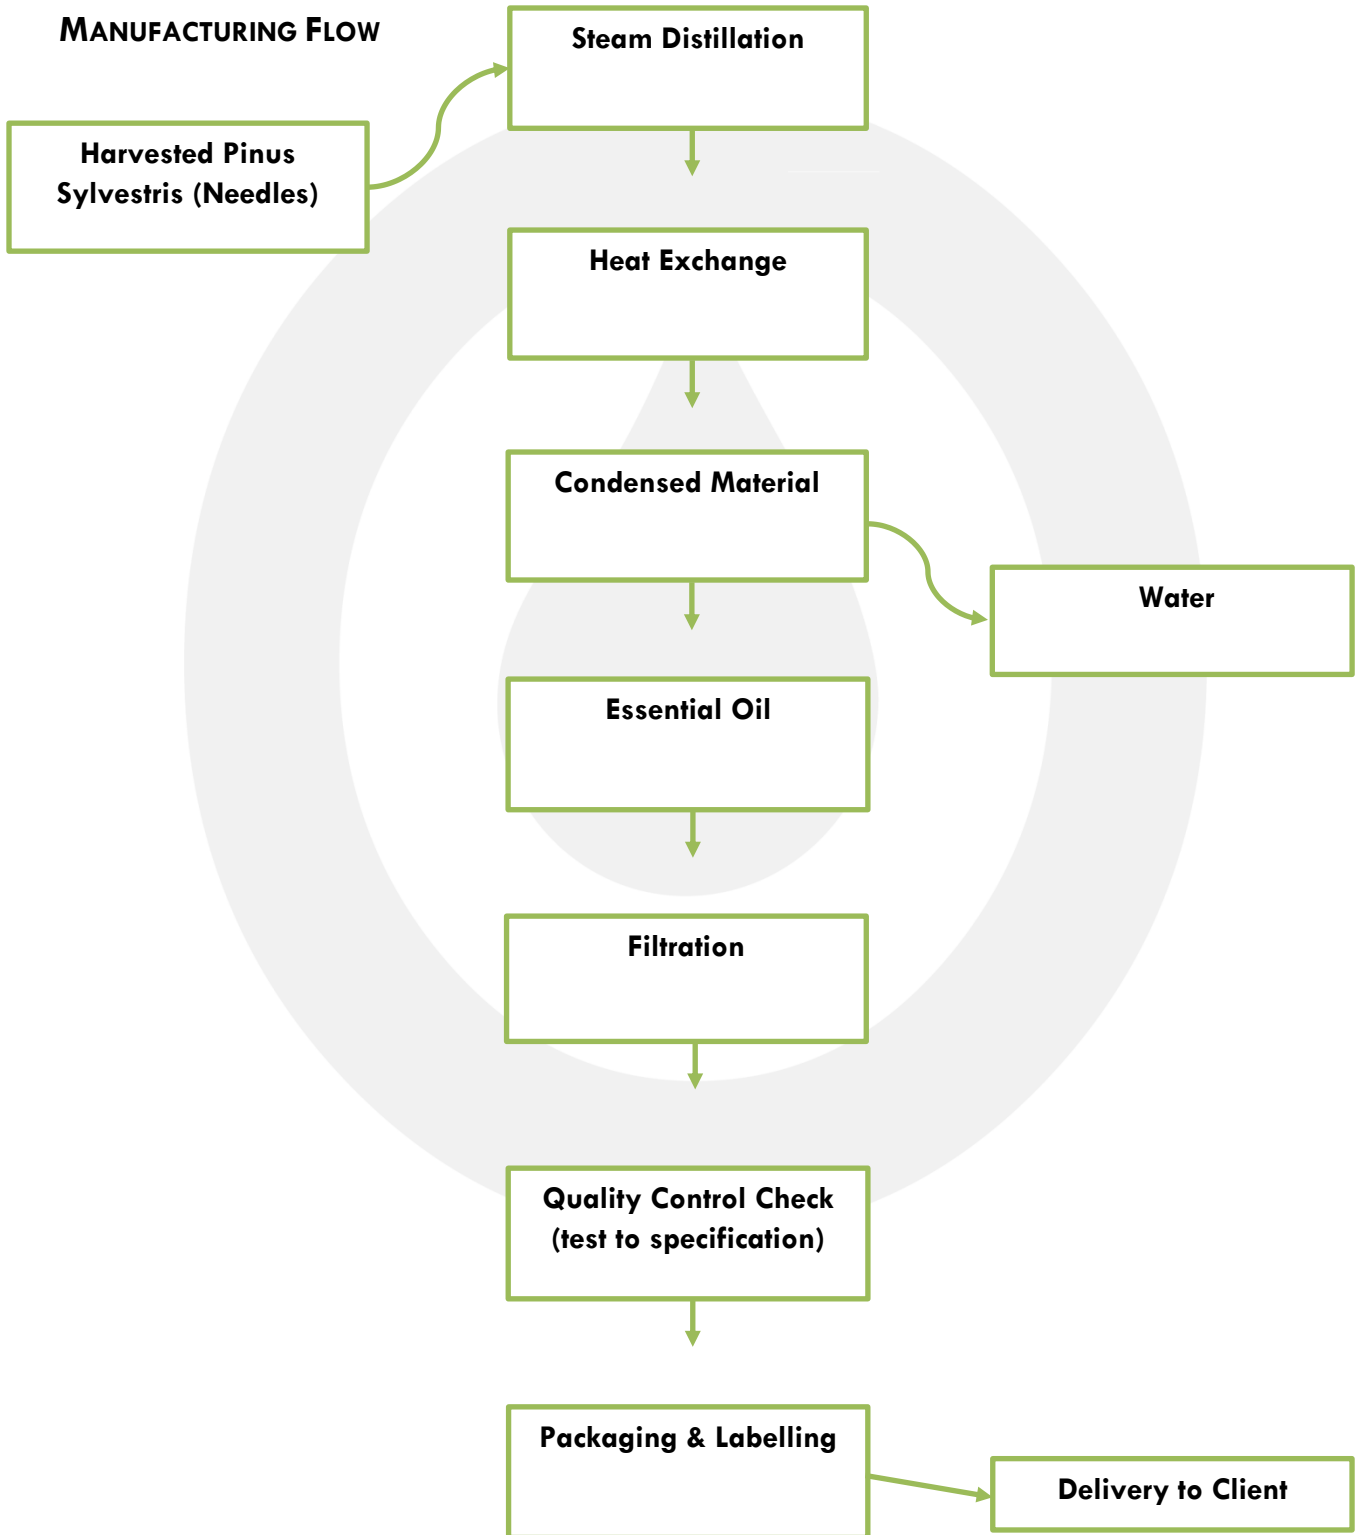 MANUFACTURING FLOW
Steam Distillation
Harvested Pinus
Sylvestris (Needles)
Heat Exchange
Condensed Material
Water
Essential Oil
Filtration
Quality Control Check
(test to specification)
Packaging & Labelling
Delivery to Client